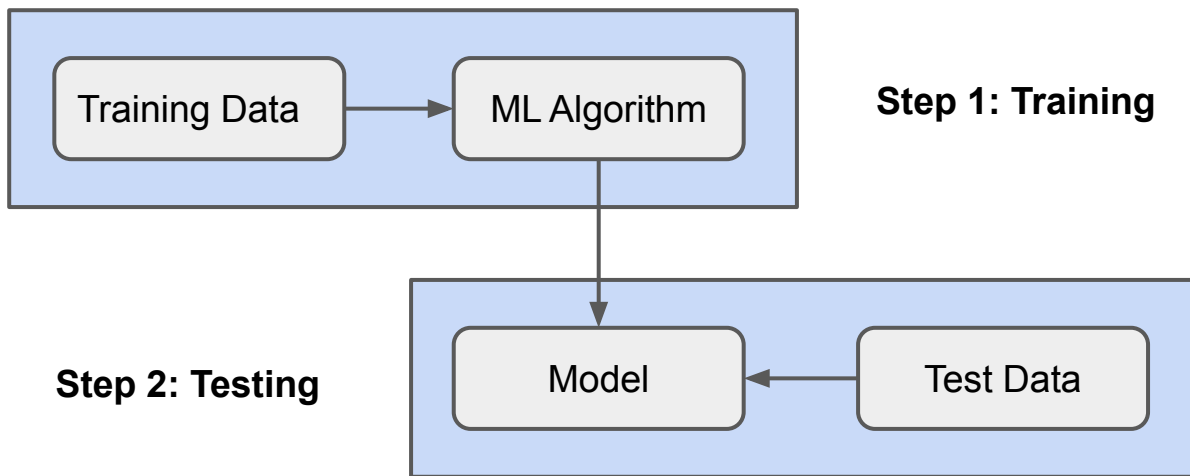 Training Data
ML Algorithm
Step 1: Training
Step 2: Testing
Model
Test Data